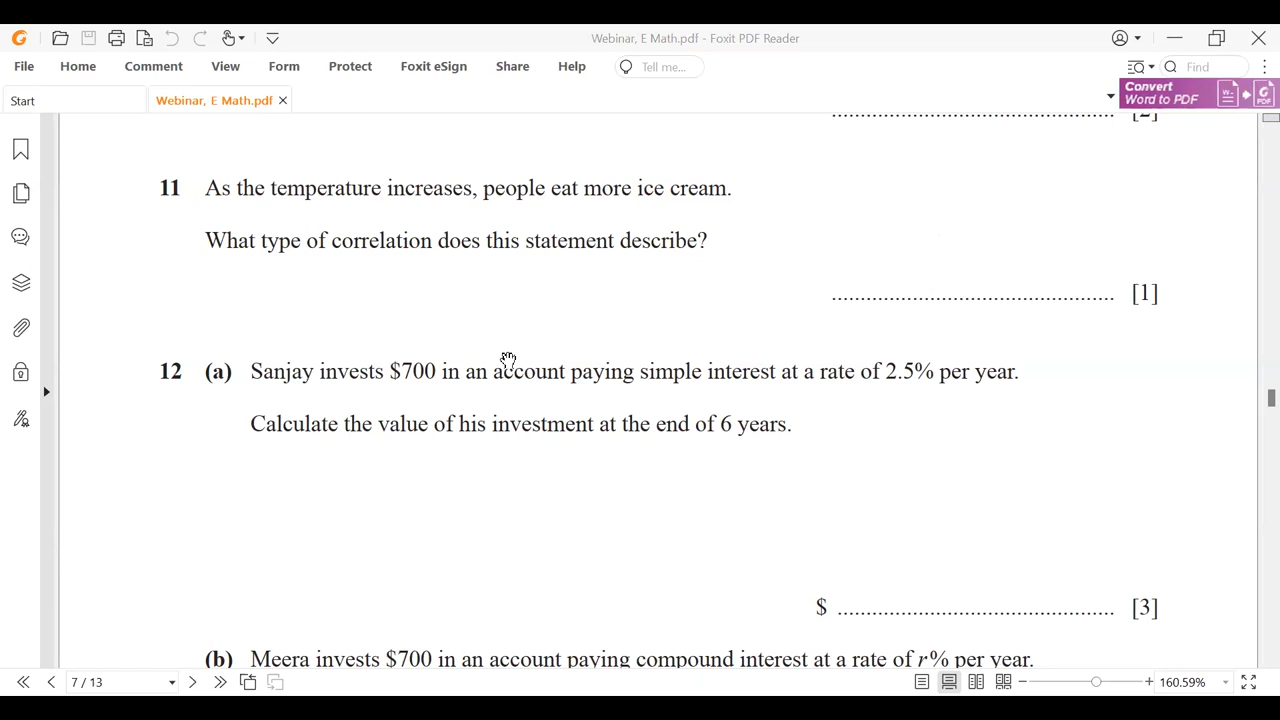 Webinar, E Math.pdf - Foxit PDF Reader
File Home Comment View Form Protect Foxit eSign Share Help Tell me... Find
Start Webinar, E Math.pdf
Convert
Word to PDF
.................................................. [2]
11 As the temperature increases, people eat more ice cream.
What type of correlation does this statement describe?
.................................................. [1]
12 (a) Sanjay invests $700 in an account paying simple interest at a rate of 2.5% per year.
Calculate the value of his investment at the end of 6 years.
$ ................................................. [3]
(b) Meera invests $700 in an account paying compound interest at a rate of r% per year.
7 / 13 160.59%